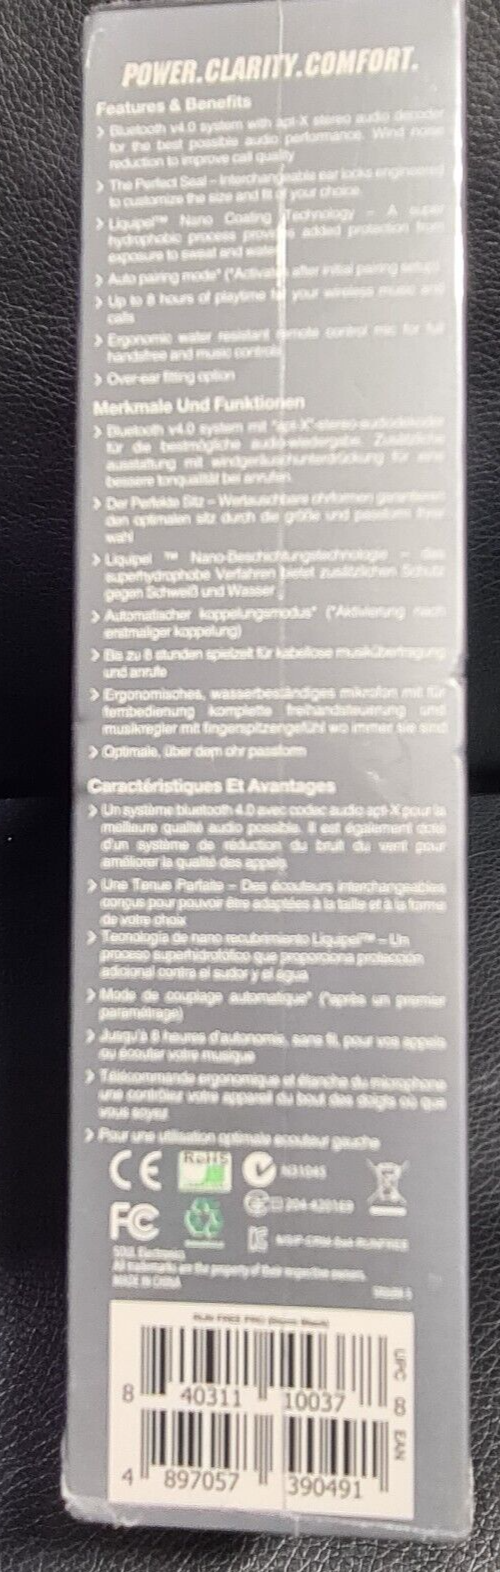 POWER.CLARITY.COMFORT.
Features & Benefits
> Bluetooth v4.0 system with apt-X stereo audio decoder
for the best possible audio performance. Wind noise
reduction to improve call quality
> The Perfect Seal – Interchangeable ear locks engineered
to customize the size and fit of your choice.
> Liquipel™ Nano Coating Technology – A super
hydrophobic process provides added protection from
exposure to sweat and water
> Auto pairing mode* (*Activated after initial pairing setup)
> Up to 8 hours of playtime for your wireless music and
calls
> Ergonomic water resistant remote control mic for full
handsfree and music controls
> Over-ear fitting option
Merkmale Und Funktionen
> Bluetooth v4.0 system mit "apt-X"-stereo-audiodekoder
für die bestmögliche audio-wiedergabe. Zusätzliche
ausstattung mit windgeräuschunterdrückung für eine
bessere tonqualität bei anrufen.
> Der Perfekte Sitz – Wertauschbare ohrformen garantieren
den optimalen sitz durch die größe und passform Ihrer
wahl
> Liquipel ™ Nano-Beschichtungstechnologie – das
superhydrophobe Verfahren bietet zusätzlichen Schutz
gegen Schweiß und Wasser
> Automatischer koppelungsmodus* (*Aktivierung nach
erstmaliger koppelung)
> Bis zu 8 stunden spielzeit für kabellose musikübertragung
und anrufe
> Ergonomisches, wasserbeständiges mikrofon mit für
fernbedienung komplette freihandsteuerung und
musikregler mit fingerspitzengefühl wo immer sie sind
> Optimale, über dem ohr passform
Caractéristiques Et Avantages
> Un système bluetooth 4.0 avec codec audio apt-X pour la
meilleure qualité audio possible. Il est également doté
d'un système de réduction du bruit du vent pour
améliorer la qualité des appels
> Une Tenue Parfaite – Des écouteurs interchangeables
conçus pour pouvoir être adaptées à la taille et à la forme
de votre choix
> Tecnología de nano recubrimiento Liquipel™ – Un
proceso superhidrofótico que proporciona protección
adicional contra el sudor y el agua
> Mode de couplage automatique* (*après un premier
paramétrage)
> Jusqu'à 8 heures d'autonomie, sans fil, pour vos appels
ou écouter votre musique
> Télécommande ergonomique et étanche du microphone
une contrôler votre appareil du bout des doigts où que
vous soyez
> Pour une utilisation optimale écouteur gauche
CE RoHS N31045
FC 204-420169
SOUL Electronics
All trademarks are the property of their respective owners.
MADE IN CHINA
8 40311 10037 8
UPC
4 897057 390491
EAN